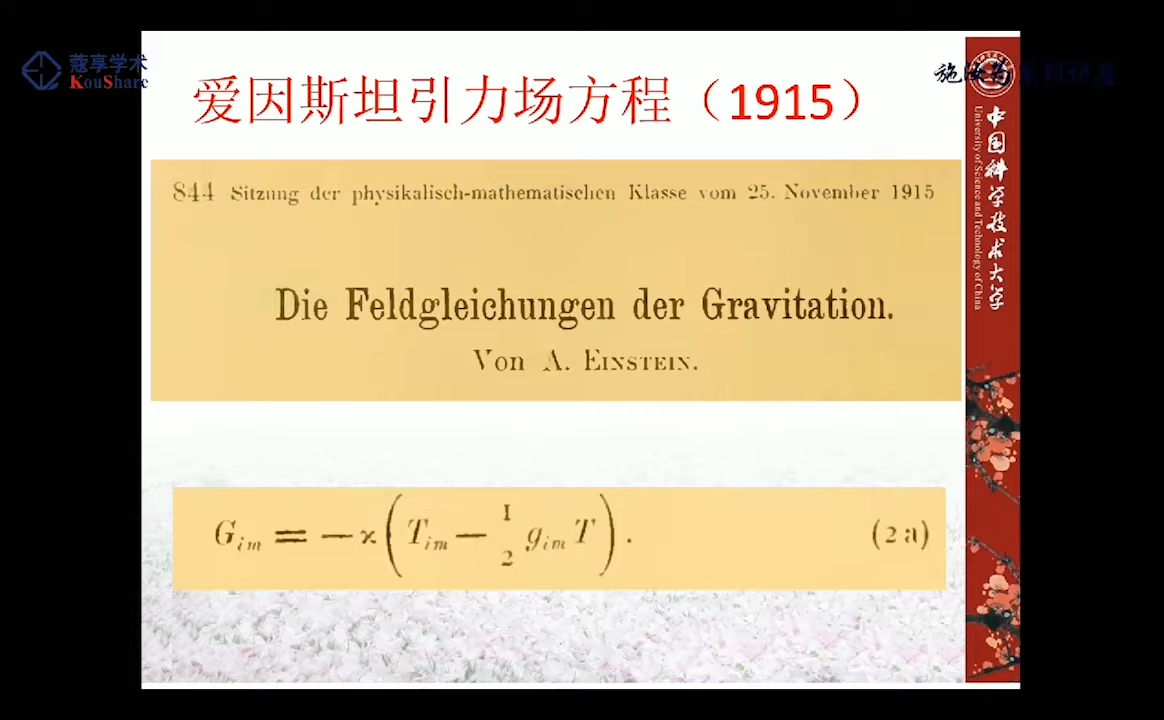 蔻享学术
KouShare
爱因斯坦引力场方程（1915）
844 Sitzung der physikalisch-mathematischen Klasse vom 25. November 1915
Die Feldgleichungen der Gravitation.
Von A. EINSTEIN.
G_{im} = −κ(T_{im} − 1/2 g_{im} T). (2a)
中国科学技术大学
University of Science and Technology of China